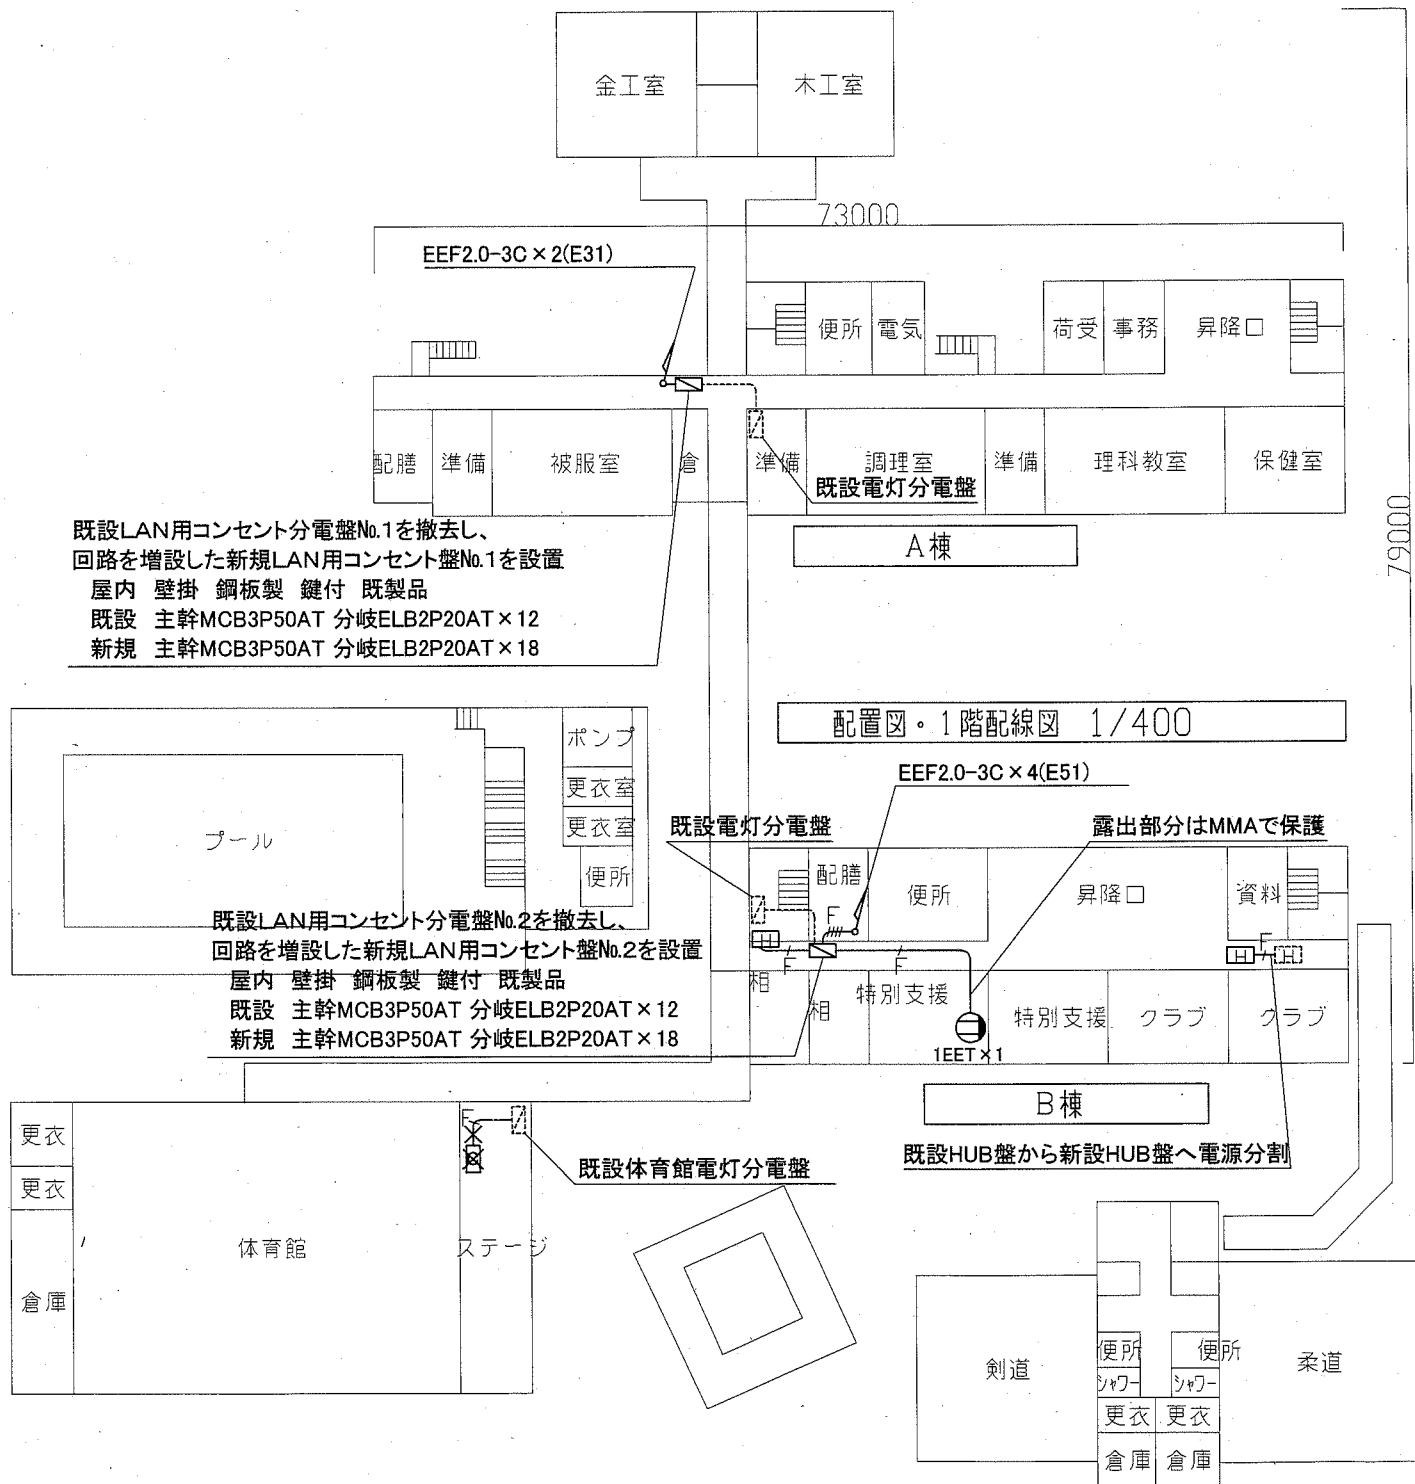 金工室
木工室
73000
EEF2.0-3C×2(E31)
便所
電気
荷受
事務
昇降口
配膳
準備
被服室
倉
準備
調理室
準備
理科教室
保健室
既設電灯分電盤
79000
既設LAN用コンセント分電盤No.1を撤去し、
回路を増設した新規LAN用コンセント盤No.1を設置
屋内 壁掛 鋼板製 鍵付 既製品
既設 主幹MCB3P50AT 分岐ELB2P20AT×12
新規 主幹MCB3P50AT 分岐ELB2P20AT×18
A棟
配置図・1階配線図 1/400
ポンプ
更衣室
更衣室
便所
プール
EEF2.0-3C×4(E51)
既設電灯分電盤
露出部分はMMAで保護
配膳
便所
昇降口
資料
F
H
F
F
F
H
H
既設LAN用コンセント分電盤No.2を撤去し、
回路を増設した新規LAN用コンセント盤No.2を設置
屋内 壁掛 鋼板製 鍵付 既製品
既設 主幹MCB3P50AT 分岐ELB2P20AT×12
新規 主幹MCB3P50AT 分岐ELB2P20AT×18
相
相
特別支援
特別支援
クラブ
クラブ
1EET×1
B棟
既設HUB盤から新設HUB盤へ電源分割
更衣
更衣
倉庫
体育館
ステージ
F
既設体育館電灯分電盤
剣道
便所
便所
シャワー
シャワー
更衣
更衣
倉庫
倉庫
柔道